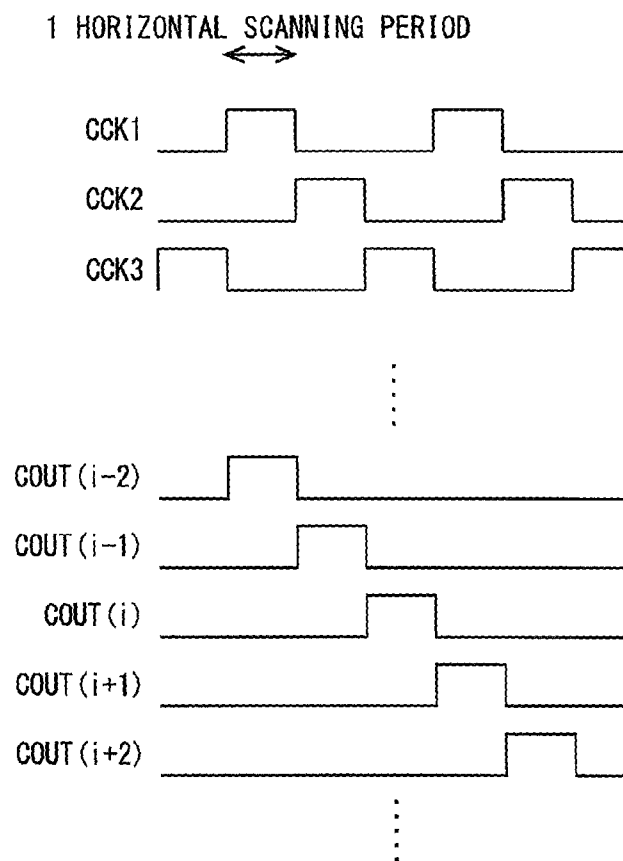 1 HORIZONTAL SCANNING PERIOD
CCK1
CCK2
CCK3
COUT(i-2)
COUT(i-1)
COUT(i)
COUT(i+1)
COUT(i+2)